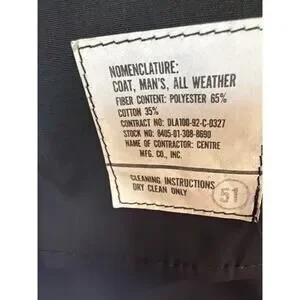 NOMENCLATURE:
COAT, MAN'S, ALL WEATHER
FIBER CONTENT: POLYESTER 65%
COTTON 35%
CONTRACT NO: DLA100-92-C-0327
STOCK NO: 8405-01-308-8690
NAME OF CONTRACTOR: CENTRE
MFG. CO., INC.
CLEANING INSTRUCTIONS
DRY CLEAN ONLY
51